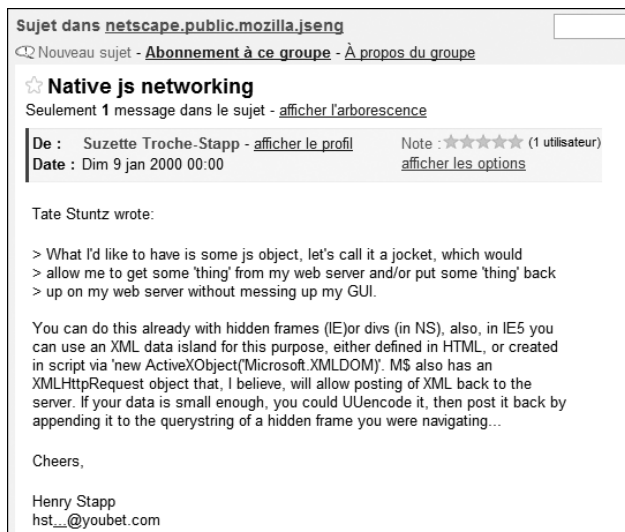 Sujet dans netscape.public.mozilla.jseng
Nouveau sujet - Abonnement à ce groupe - À propos du groupe
Native js networking
Seulement 1 message dans le sujet - afficher l'arborescence
De : Suzette Troche-Stapp - afficher le profil Note : (1 utilisateur)
Date : Dim 9 jan 2000 00:00 afficher les options
Tate Stuntz wrote:
> What I'd like to have is some js object, let's call it a jocket, which would
> allow me to get some 'thing' from my web server and/or put some 'thing' back
> up on my web server without messing up my GUI.
You can do this already with hidden frames (IE)or divs (in NS), also, in IE5 you
can use an XML data island for this purpose, either defined in HTML, or created
in script via 'new ActiveXObject('Microsoft.XMLDOM)'. M$ also has an
XMLHttpRequest object that, I believe, will allow posting of XML back to the
server. If your data is small enough, you could UUencode it, then post it back by
appending it to the querystring of a hidden frame you were navigating...
Cheers,
Henry Stapp
hst...@youbet.com